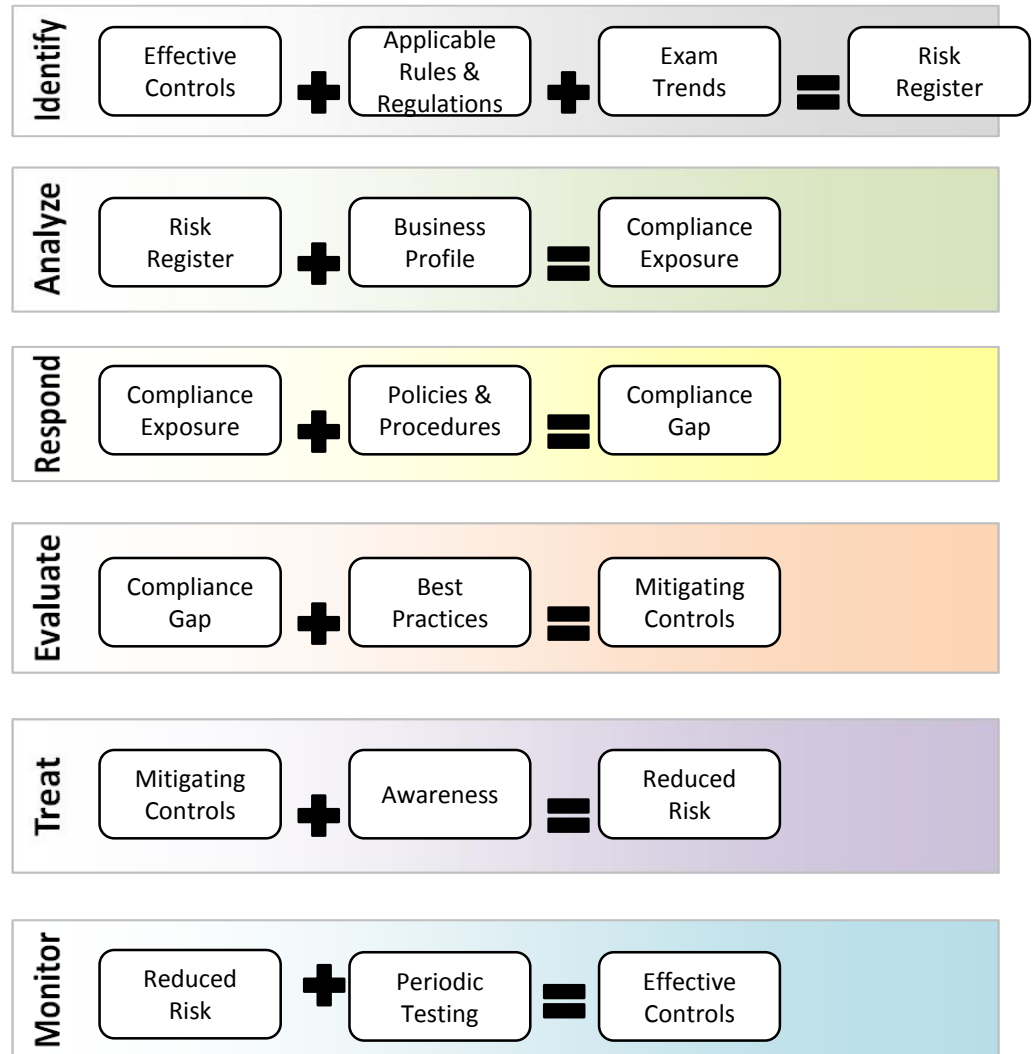 Identify
Effective
Controls
Applicable
Rules &
Regulations
Exam
Trends
Risk
Register
Analyze
Risk
Register
Business
Profile
Compliance
Exposure
Respond
Compliance
Exposure
Policies &
Procedures
Compliance
Gap
Evaluate
Compliance
Gap
Best
Practices
Mitigating
Controls
Treat
Mitigating
Controls
Awareness
Reduced
Risk
Monitor
Reduced
Risk
Periodic
Testing
Effective
Controls